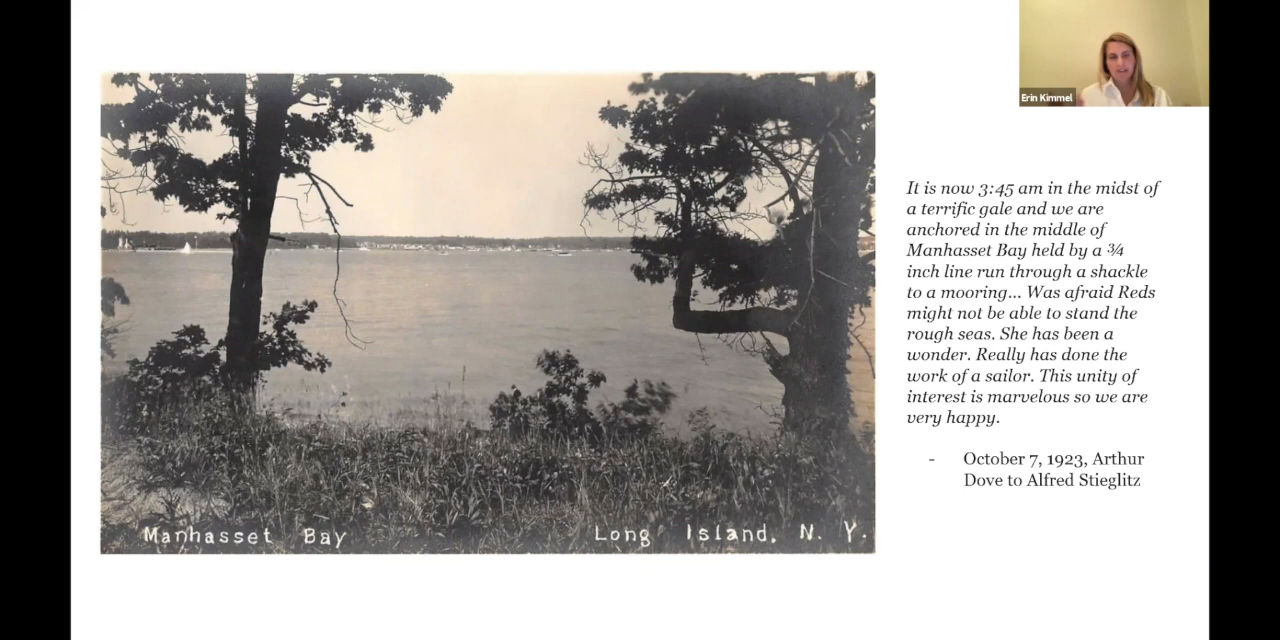 Erin Kimmel
It is now 3:45 am in the midst of
a terrific gale and we are
anchored in the middle of
Manhasset Bay held by a ¾
inch line run through a shackle
to a mooring... Was afraid Reds
might not be able to stand the
rough seas. She has been a
wonder. Really has done the
work of a sailor. This unity of
interest is marvelous so we are
very happy.
- October 7, 1923, Arthur
Dove to Alfred Stieglitz
Manhasset Bay Long Island, N. Y.